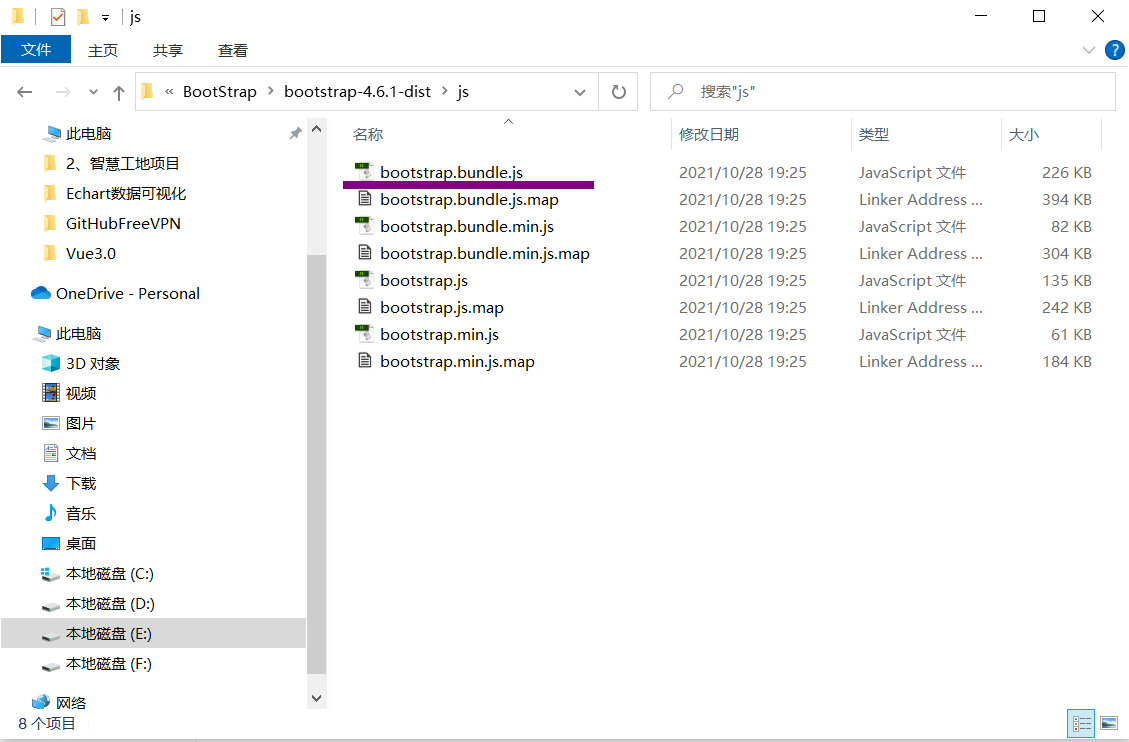 js
文件 主页 共享 查看 ?
« BootStrap > bootstrap-4.6.1-dist > js 搜索"js"
此电脑
2、智慧工地项目
Echart数据可视化
GitHubFreeVPN
Vue3.0
OneDrive - Personal
此电脑
3D 对象
视频
图片
文档
下载
音乐
桌面
本地磁盘 (C:)
本地磁盘 (D:)
本地磁盘 (E:)
本地磁盘 (F:)
网络
名称 修改日期 类型 大小
bootstrap.bundle.js 2021/10/28 19:25 JavaScript 文件 226 KB
bootstrap.bundle.js.map 2021/10/28 19:25 Linker Address ... 394 KB
bootstrap.bundle.min.js 2021/10/28 19:25 JavaScript 文件 82 KB
bootstrap.bundle.min.js.map 2021/10/28 19:25 Linker Address ... 304 KB
bootstrap.js 2021/10/28 19:25 JavaScript 文件 135 KB
bootstrap.js.map 2021/10/28 19:25 Linker Address ... 242 KB
bootstrap.min.js 2021/10/28 19:25 JavaScript 文件 61 KB
bootstrap.min.js.map 2021/10/28 19:25 Linker Address ... 184 KB
8 个项目